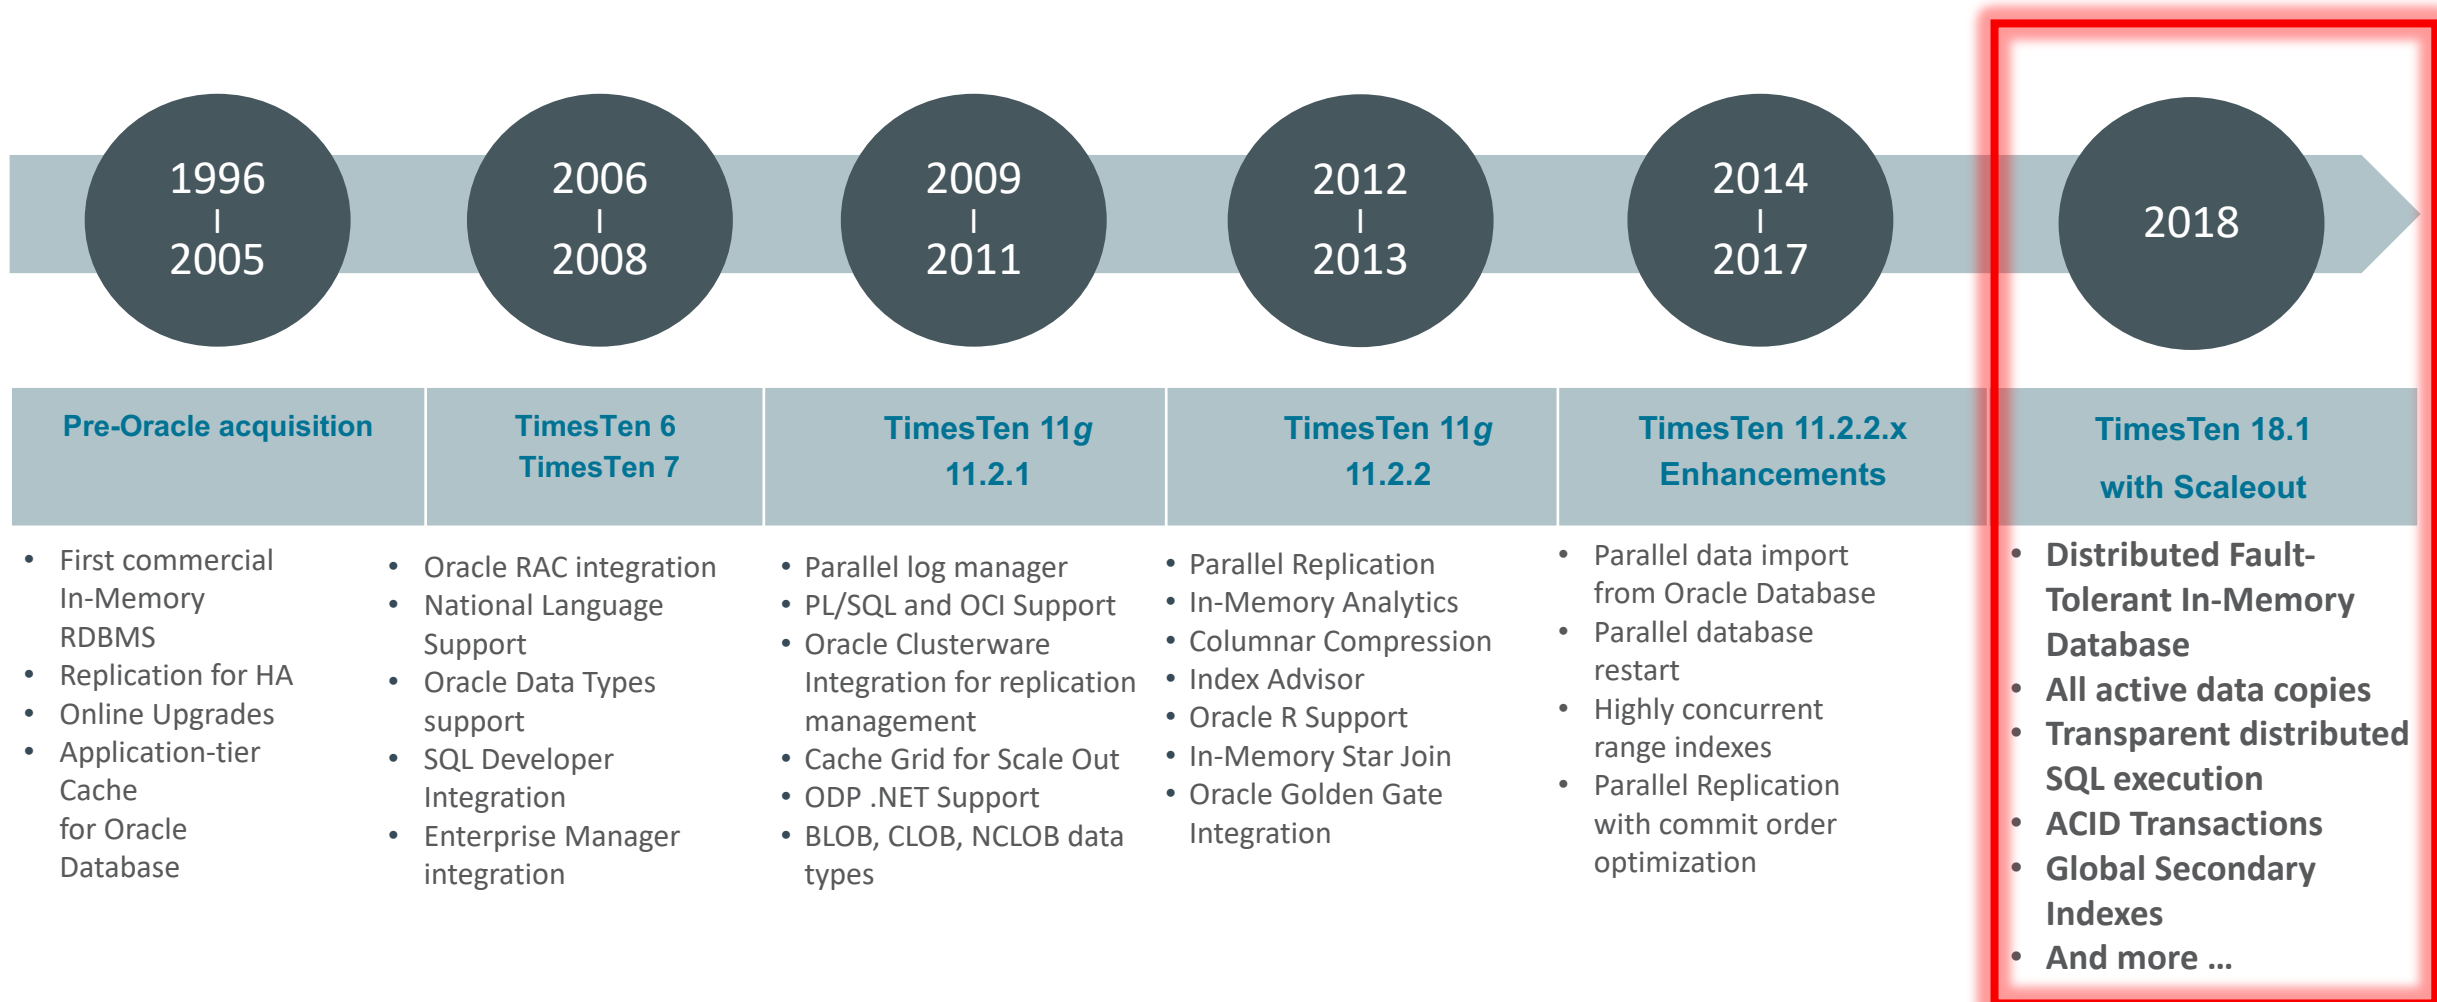 1996
|
2005
2006
|
2008
2009
|
2011
2012
|
2013
2014
|
2017
2018
Pre-Oracle acquisition
TimesTen 6
TimesTen 7
TimesTen 11g
11.2.1
TimesTen 11g
11.2.2
TimesTen 11.2.2.x
Enhancements
TimesTen 18.1
with Scaleout
• First commercial
In-Memory
RDBMS
• Replication for HA
• Online Upgrades
• Application-tier
Cache
for Oracle
Database
• Oracle RAC integration
• National Language
Support
• Oracle Data Types
support
• SQL Developer
Integration
• Enterprise Manager
integration
• Parallel log manager
• PL/SQL and OCI Support
• Oracle Clusterware
Integration for replication
management
• Cache Grid for Scale Out
• ODP .NET Support
• BLOB, CLOB, NCLOB data
types
• Parallel Replication
• In-Memory Analytics
• Columnar Compression
• Index Advisor
• Oracle R Support
• In-Memory Star Join
• Oracle Golden Gate
Integration
• Parallel data import
from Oracle Database
• Parallel database
restart
• Highly concurrent
range indexes
• Parallel Replication
with commit order
optimization
• Distributed Fault-
Tolerant In-Memory
Database
• All active data copies
• Transparent distributed
SQL execution
• ACID Transactions
• Global Secondary
Indexes
• And more ...